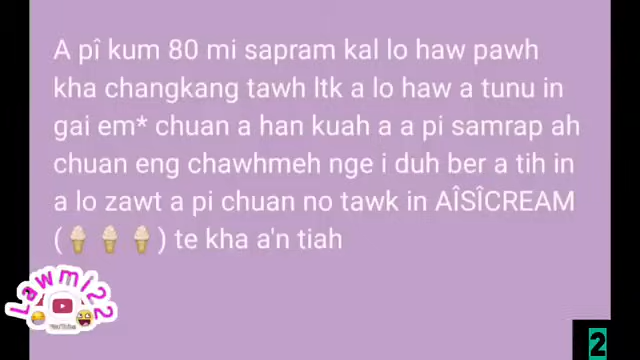 A pî kum 80 mi sapram kal lo haw pawh
kha changkang tawh ltk a lo haw a tunu in
gai em* chuan a han kuah a a pi samrap ah
chuan eng chawhmeh nge i duh ber a tih in
a lo zawt a pi chuan no tawk in AÎSÎCREAM
(🍦🍦🍦) te kha a'n tiah
Lawmi22
YouTube
2